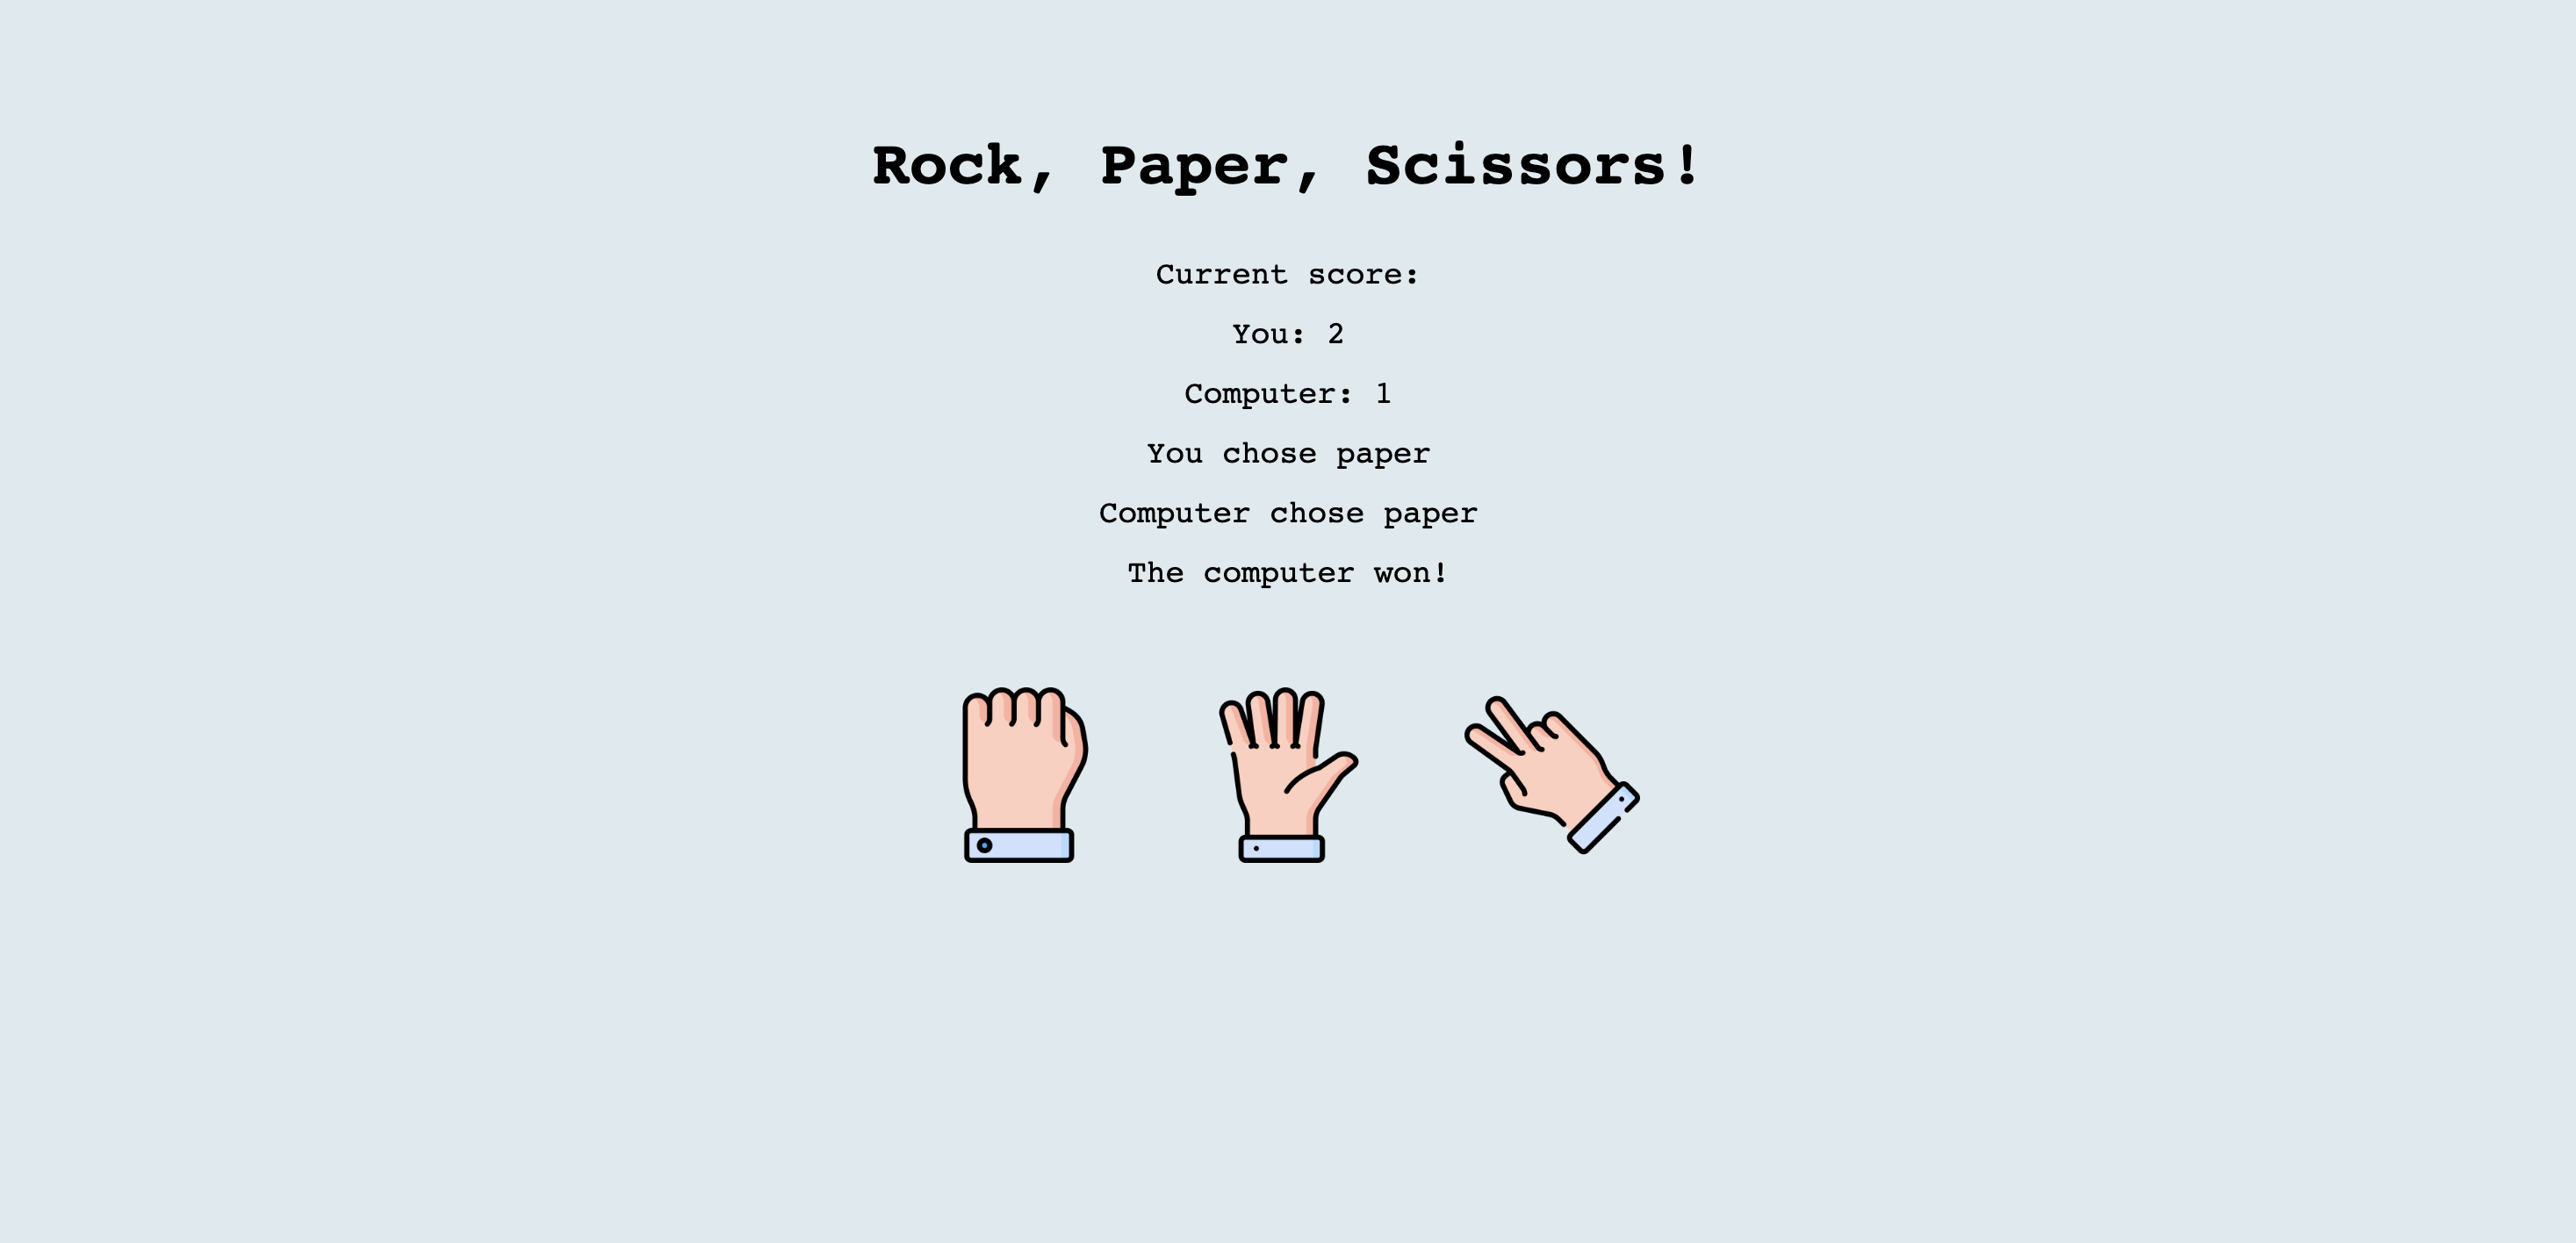 Rock, Paper, Scissors!
Current score:
You: 2
Computer: 1
You chose paper
Computer chose paper
The computer won!